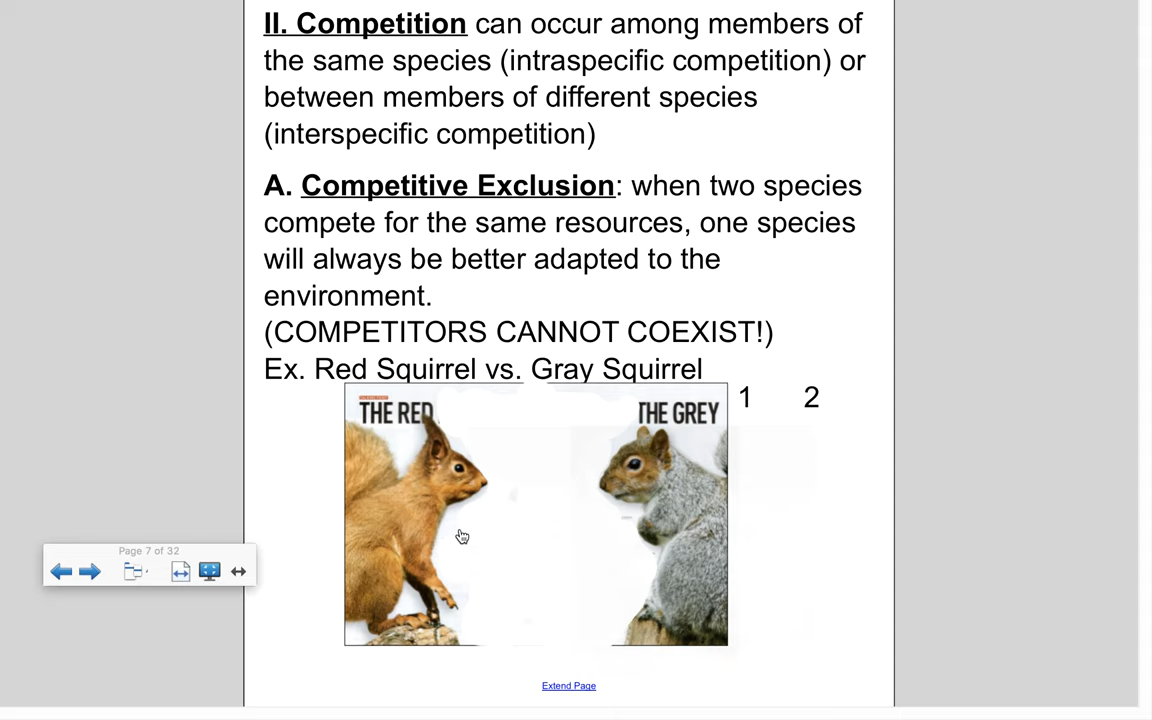 II. Competition can occur among members of
the same species (intraspecific competition) or
between members of different species
(interspecific competition)
A. Competitive Exclusion: when two species
compete for the same resources, one species
will always be better adapted to the
environment.
(COMPETITORS CANNOT COEXIST!)
Ex. Red Squirrel vs. Gray Squirrel
1 2
THE RED THE GREY
Page 7 of 32
Extend Page